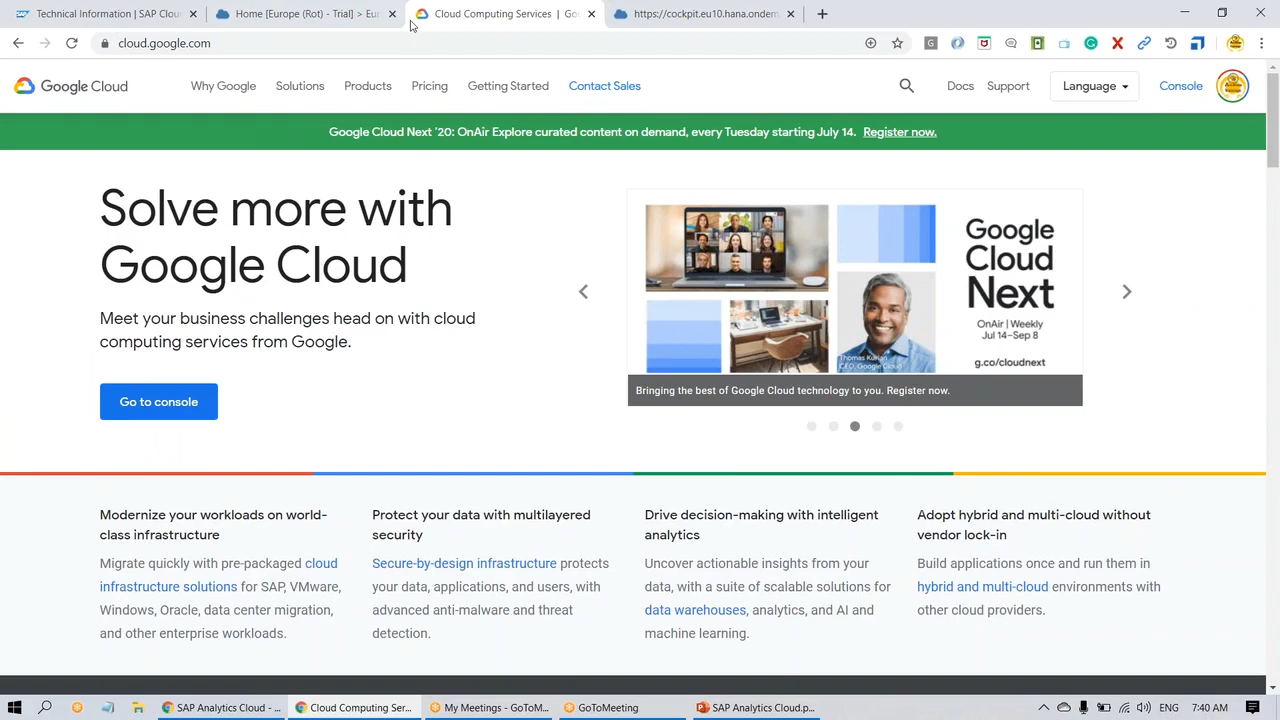 Technical Information | SAP Clou
Home [Europe (Rot) - Trial] > Eur
Cloud Computing Services | Go
https://cockpit.eu10.hana.ondem
cloud.google.com
Google Cloud
Why Google
Solutions
Products
Pricing
Getting Started
Contact Sales
Docs
Support
Language
Console
Google Cloud Next '20: OnAir Explore curated content on demand, every Tuesday starting July 14. Register now.
Solve more with
Google Cloud
Meet your business challenges head on with cloud
computing services from Google.
Go to console
Google
Cloud
Next
OnAir | Weekly
Jul 14–Sep 8
g.co/cloudnext
Thomas Kurian
CEO, Google Cloud
Bringing the best of Google Cloud technology to you. Register now.
Modernize your workloads on world-
class infrastructure
Migrate quickly with pre-packaged cloud
infrastructure solutions for SAP, VMware,
Windows, Oracle, data center migration,
and other enterprise workloads.
Protect your data with multilayered
security
Secure-by-design infrastructure protects
your data, applications, and users, with
advanced anti-malware and threat
detection.
Drive decision-making with intelligent
analytics
Uncover actionable insights from your
data, with a suite of scalable solutions for
data warehouses, analytics, and AI and
machine learning.
Adopt hybrid and multi-cloud without
vendor lock-in
Build applications once and run them in
hybrid and multi-cloud environments with
other cloud providers.
SAP Analytics Cloud - ...
Cloud Computing Ser...
My Meetings - GoToM...
GoToMeeting
SAP Analytics Cloud.p...
ENG
7:40 AM